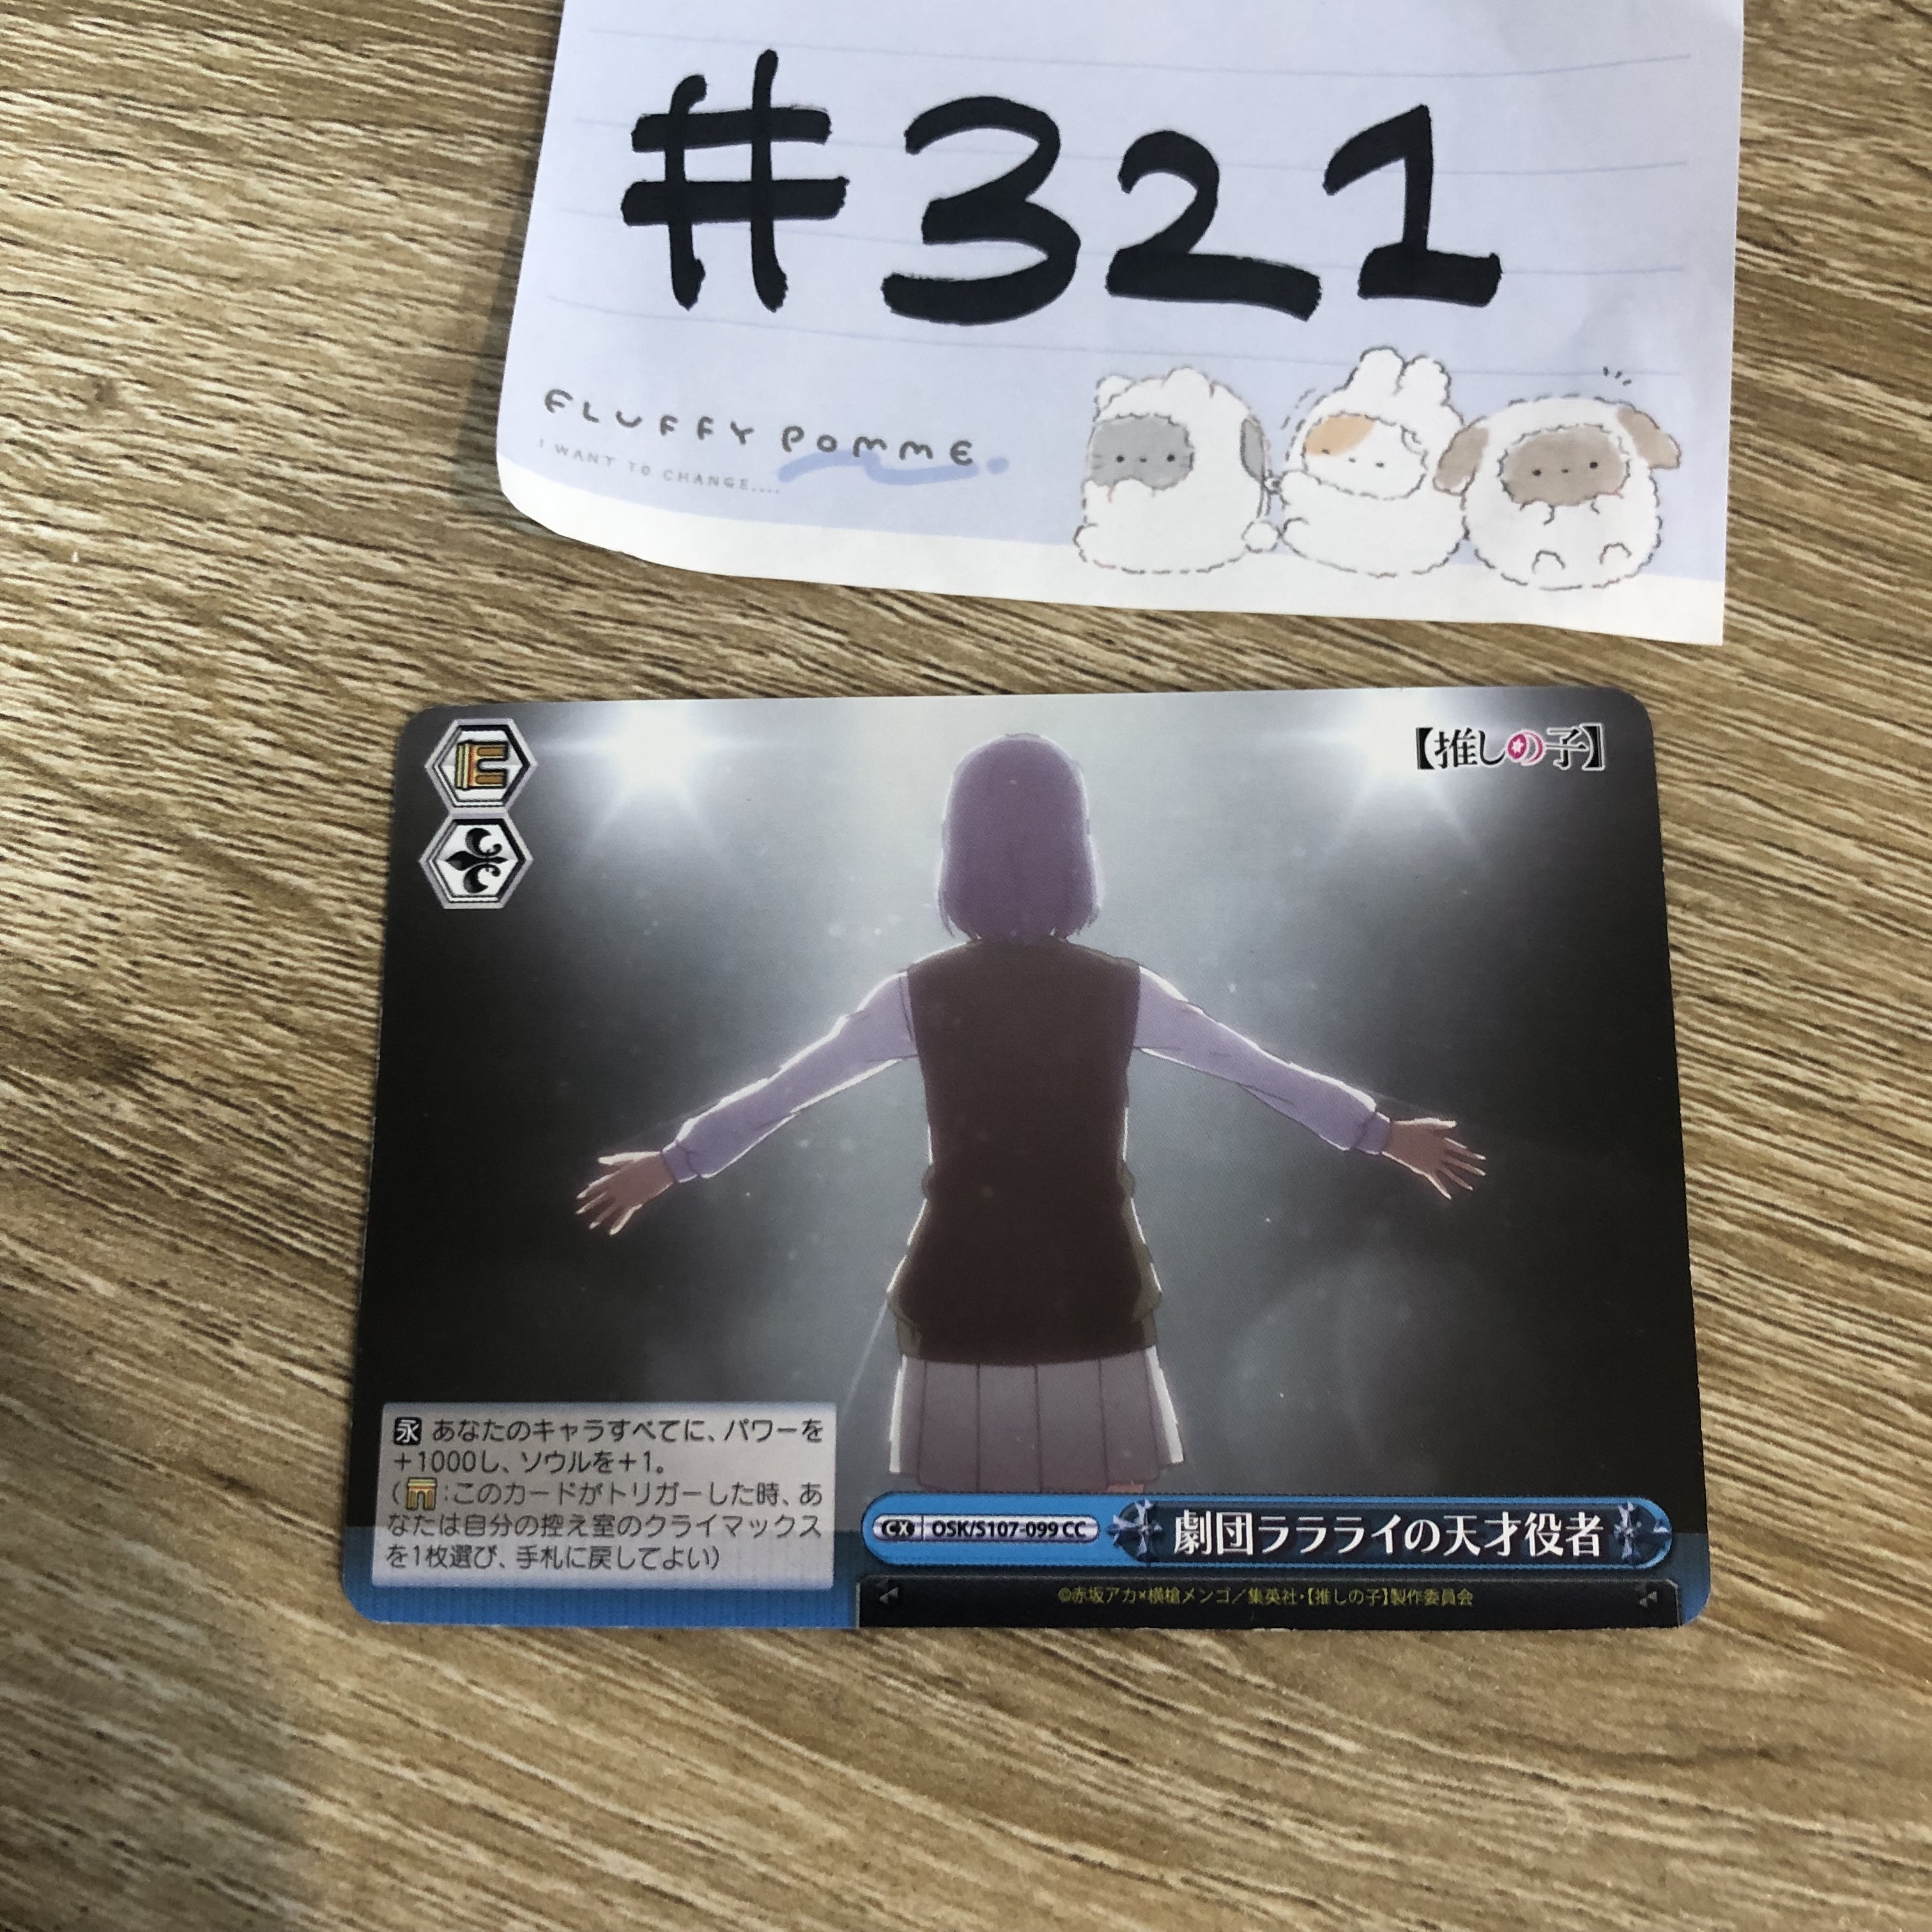 #321
FLUFFY POMME.
I WANT TO CHANGE....
【推しの子】
永 あなたのキャラすべてに、パワーを
+1000し、ソウルを+1。
（ :このカードがトリガーした時、あ
なたは自分の控え室のクライマックス
を1枚選び、手札に戻してよい）
CX OSK/S107-099 CC 劇団ラララライの天才役者
©赤坂アカ×横槍メンゴ／集英社・【推しの子】製作委員会